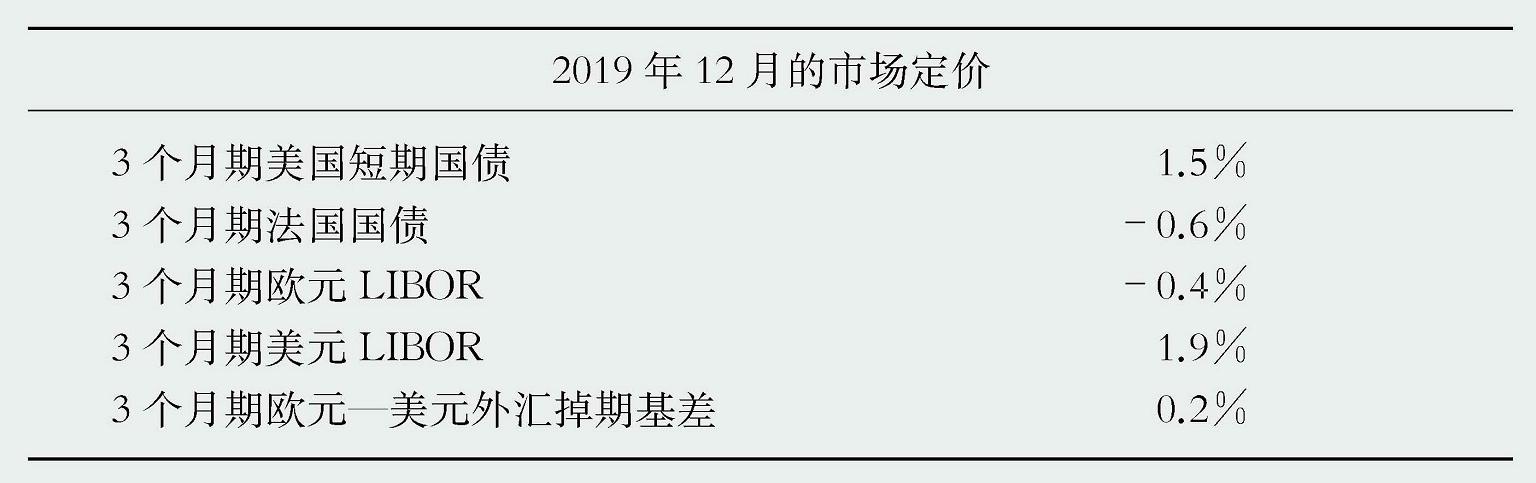 2019 年 12 月的市场定价
3 个月期美国短期国债 1.5%
3 个月期法国国债 -0.6%
3 个月期欧元 LIBOR -0.4%
3 个月期美元 LIBOR 1.9%
3 个月期欧元—美元外汇掉期基差 0.2%